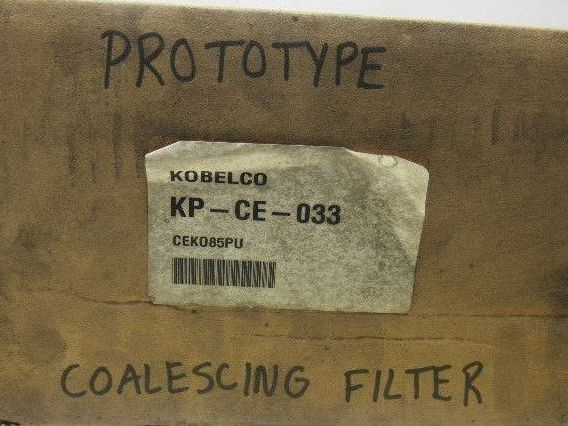 PROTOTYPE
KOBELCO
KP-CE-033
CEK085PU
COALESCING FILTER